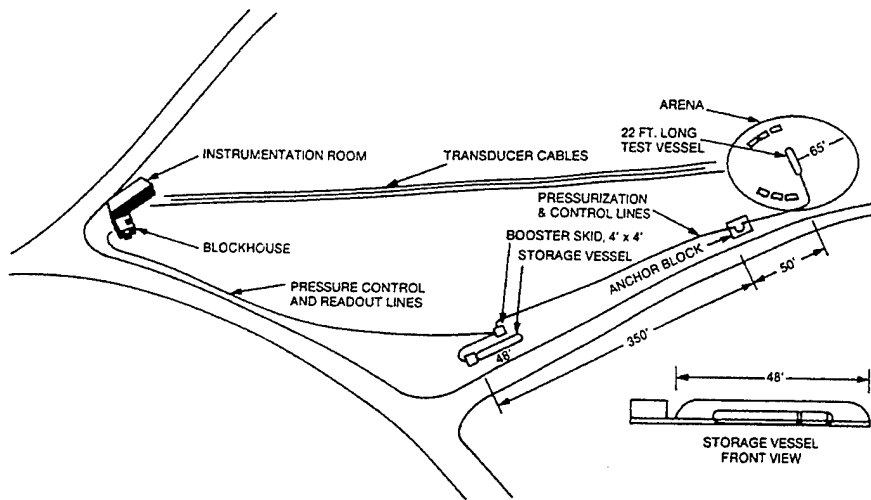 ARENA
22 FT. LONG
TEST VESSEL
65'
INSTRUMENTATION ROOM
TRANSDUCER CABLES
PRESSURIZATION
& CONTROL LINES
BLOCKHOUSE
BOOSTER SKID, 4' x 4'
STORAGE VESSEL
ANCHOR BLOCK
50'
PRESSURE CONTROL
AND READOUT LINES
350'
48'
48'
STORAGE VESSEL
FRONT VIEW